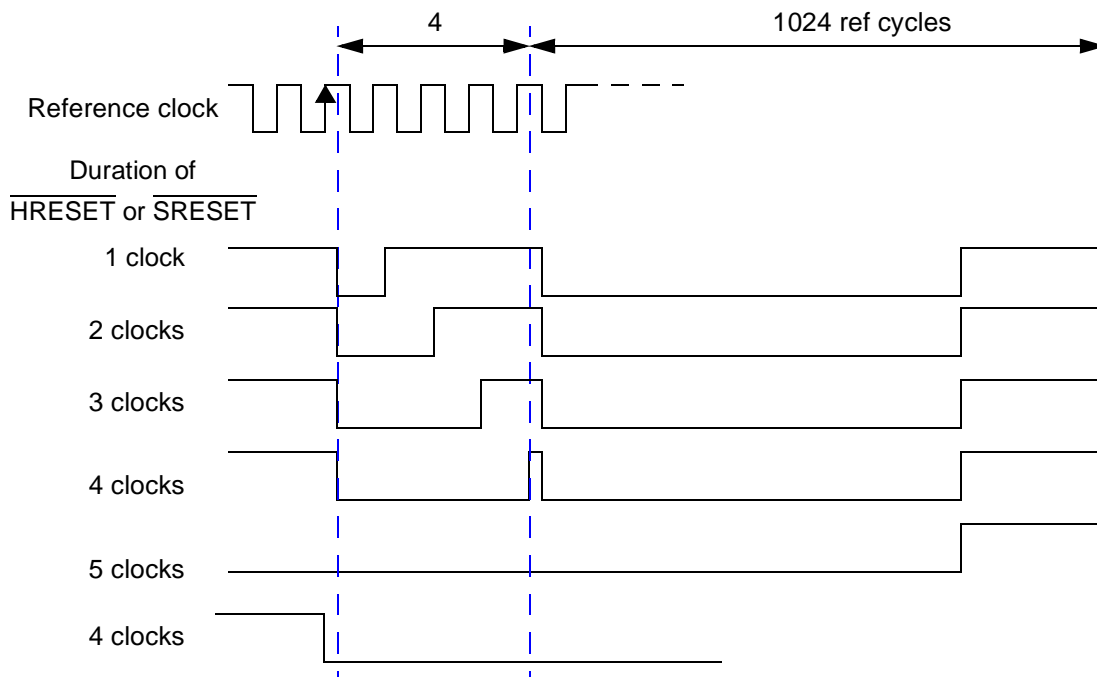 4
1024 ref cycles
Reference clock
Duration of
HRESET or SRESET
1 clock
2 clocks
3 clocks
4 clocks
5 clocks
4 clocks